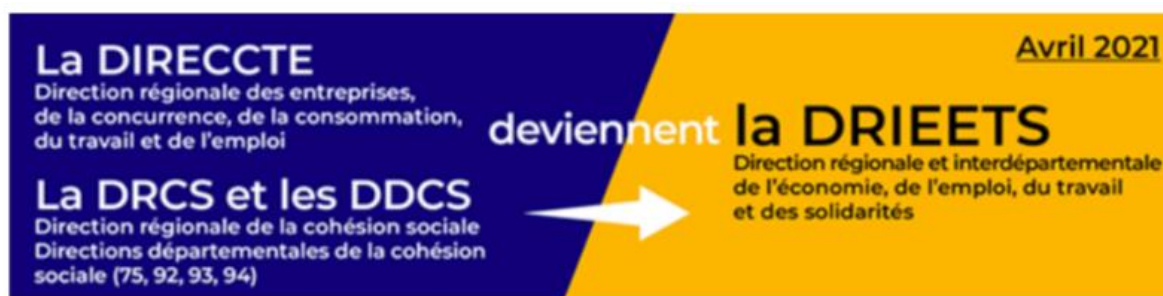 La DIRECCTE
Direction régionale des entreprises,
de la concurrence, de la consommation,
du travail et de l'emploi
La DRCS et les DDCS
Direction régionale de la cohésion sociale
Directions départementales de la cohésion
sociale (75, 92, 93, 94)
deviennent
Avril 2021
la DRIEETS
Direction régionale et interdépartementale
de l'économie, de l'emploi, du travail
et des solidarités